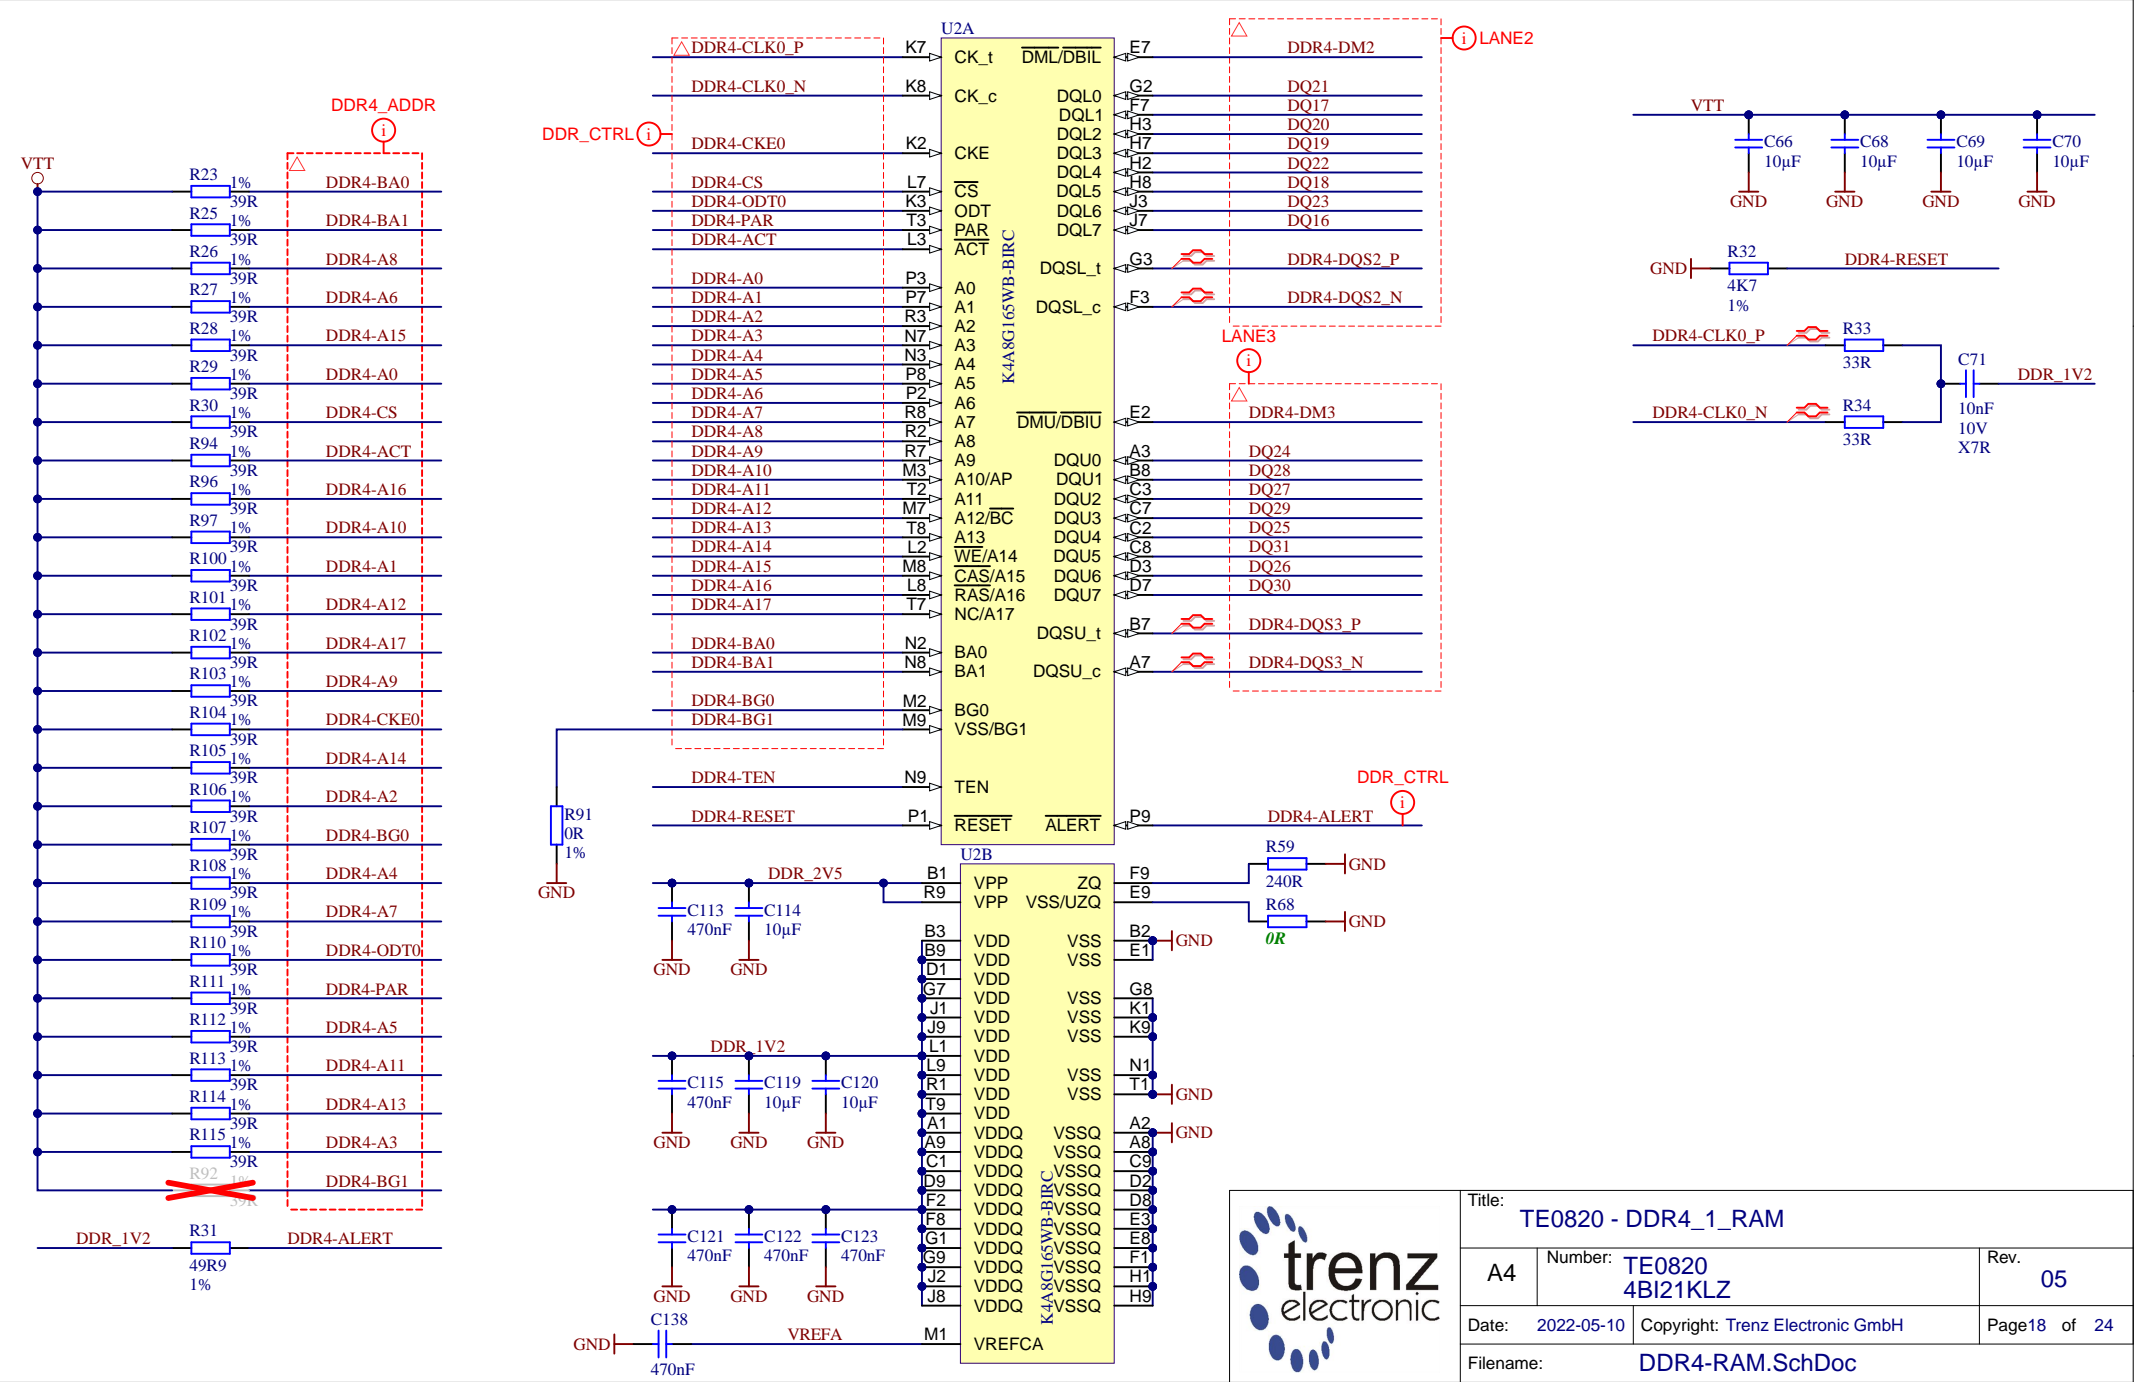 DDR4_ADDR
i
VTT
R23 1% 39R DDR4-BA0
R25 1% 39R DDR4-BA1
R26 1% 39R DDR4-A8
R27 1% 39R DDR4-A6
R28 1% 39R DDR4-A15
R29 1% 39R DDR4-A0
R30 1% 39R DDR4-CS
R94 1% 39R DDR4-ACT
R96 1% 39R DDR4-A16
R97 1% 39R DDR4-A10
R100 1% 39R DDR4-A1
R101 1% 39R DDR4-A12
R102 1% 39R DDR4-A17
R103 1% 39R DDR4-A9
R104 1% 39R DDR4-CKE0
R105 1% 39R DDR4-A14
R106 1% 39R DDR4-A2
R107 1% 39R DDR4-BG0
R108 1% 39R DDR4-A4
R109 1% 39R DDR4-A7
R110 1% 39R DDR4-ODT0
R111 1% 39R DDR4-PAR
R112 1% 39R DDR4-A5
R113 1% 39R DDR4-A11
R114 1% 39R DDR4-A13
R115 1% 39R DDR4-A3
R92 1% 39R DDR4-BG1
DDR_1V2 R31 DDR4-ALERT
49R9
1%
U2A
DDR_CTRL i
DDR4-CLK0_P K7 CK_t
DDR4-CLK0_N K8 CK_c
DDR4-CKE0 K2 CKE
DDR4-CS L7 CS
DDR4-ODT0 K3 ODT
DDR4-PAR T3 PAR
DDR4-ACT L3 ACT
DDR4-A0 P3 A0
DDR4-A1 P7 A1
DDR4-A2 R3 A2
DDR4-A3 N7 A3
DDR4-A4 N3 A4
DDR4-A5 P8 A5
DDR4-A6 P2 A6
DDR4-A7 R8 A7
DDR4-A8 R2 A8
DDR4-A9 R7 A9
DDR4-A10 M3 A10/AP
DDR4-A11 T2 A11
DDR4-A12 M7 A12/BC
DDR4-A13 T8 A13
DDR4-A14 L2 WE/A14
DDR4-A15 M8 CAS/A15
DDR4-A16 L8 RAS/A16
DDR4-A17 T7 NC/A17
DDR4-BA0 N2 BA0
DDR4-BA1 N8 BA1
DDR4-BG0 M2 BG0
DDR4-BG1 M9 VSS/BG1
DDR4-TEN N9 TEN
DDR4-RESET P1 RESET
R91
0R
1%
GND
K4A8G165WB-BIRC
i LANE2
DML/DBIL E7 DDR4-DM2
DQL0 G2 DQ21
DQL1 F7 DQ17
DQL2 H3 DQ20
DQL3 H7 DQ19
DQL4 H2 DQ22
DQL5 H8 DQ18
DQL6 J3 DQ23
DQL7 J7 DQ16
DQSL_t G3 DDR4-DQS2_P
DQSL_c F3 DDR4-DQS2_N
LANE3
i
DMU/DBIU E2 DDR4-DM3
DQU0 A3 DQ24
DQU1 B8 DQ28
DQU2 C3 DQ27
DQU3 C7 DQ29
DQU4 C2 DQ25
DQU5 C8 DQ31
DQU6 D3 DQ26
DQU7 D7 DQ30
DQSU_t B7 DDR4-DQS3_P
DQSU_c A7 DDR4-DQS3_N
DDR_CTRL
i
ALERT P9 DDR4-ALERT
U2B
DDR_2V5 B1 VPP
R9 VPP
C113 470nF GND
C114 10µF GND
ZQ F9 R59 240R GND
VSS/UZQ E9 R68 0R GND
B3 VDD
B9 VDD
D1 VDD
G7 VDD
J1 VDD
J9 VDD
DDR_1V2 L1 VDD
L9 VDD
R1 VDD
T9 VDD
A1 VDDQ
A9 VDDQ
C1 VDDQ
D9 VDDQ
F2 VDDQ
F8 VDDQ
G1 VDDQ
G9 VDDQ
J2 VDDQ
J8 VDDQ
C115 470nF GND
C119 10µF GND
C120 10µF GND
C121 470nF GND
C122 470nF GND
C123 470nF GND
GND C138 470nF VREFA M1 VREFCA
K4A8G165WB-BIRC
VSS B2 GND
VSS E1
VSS G8
VSS K1
VSS K9
VSS N1
VSS T1 GND
VSSQ A2 GND
VSSQ A8
VSSQ C9
VSSQ D2
VSSQ D8
VSSQ E3
VSSQ E8
VSSQ F1
VSSQ H1
VSSQ H9
VTT
C66 10µF GND
C68 10µF GND
C69 10µF GND
C70 10µF GND
GND R32 DDR4-RESET
4K7
1%
DDR4-CLK0_P R33 33R
DDR4-CLK0_N R34 33R
C71 DDR_1V2
10nF
10V
X7R
trenz
electronic
Title:
TE0820 - DDR4_1_RAM
A4 Number: TE0820
4BI21KLZ
Rev.
05
Date: 2022-05-10 Copyright: Trenz Electronic GmbH Page18 of 24
Filename: DDR4-RAM.SchDoc